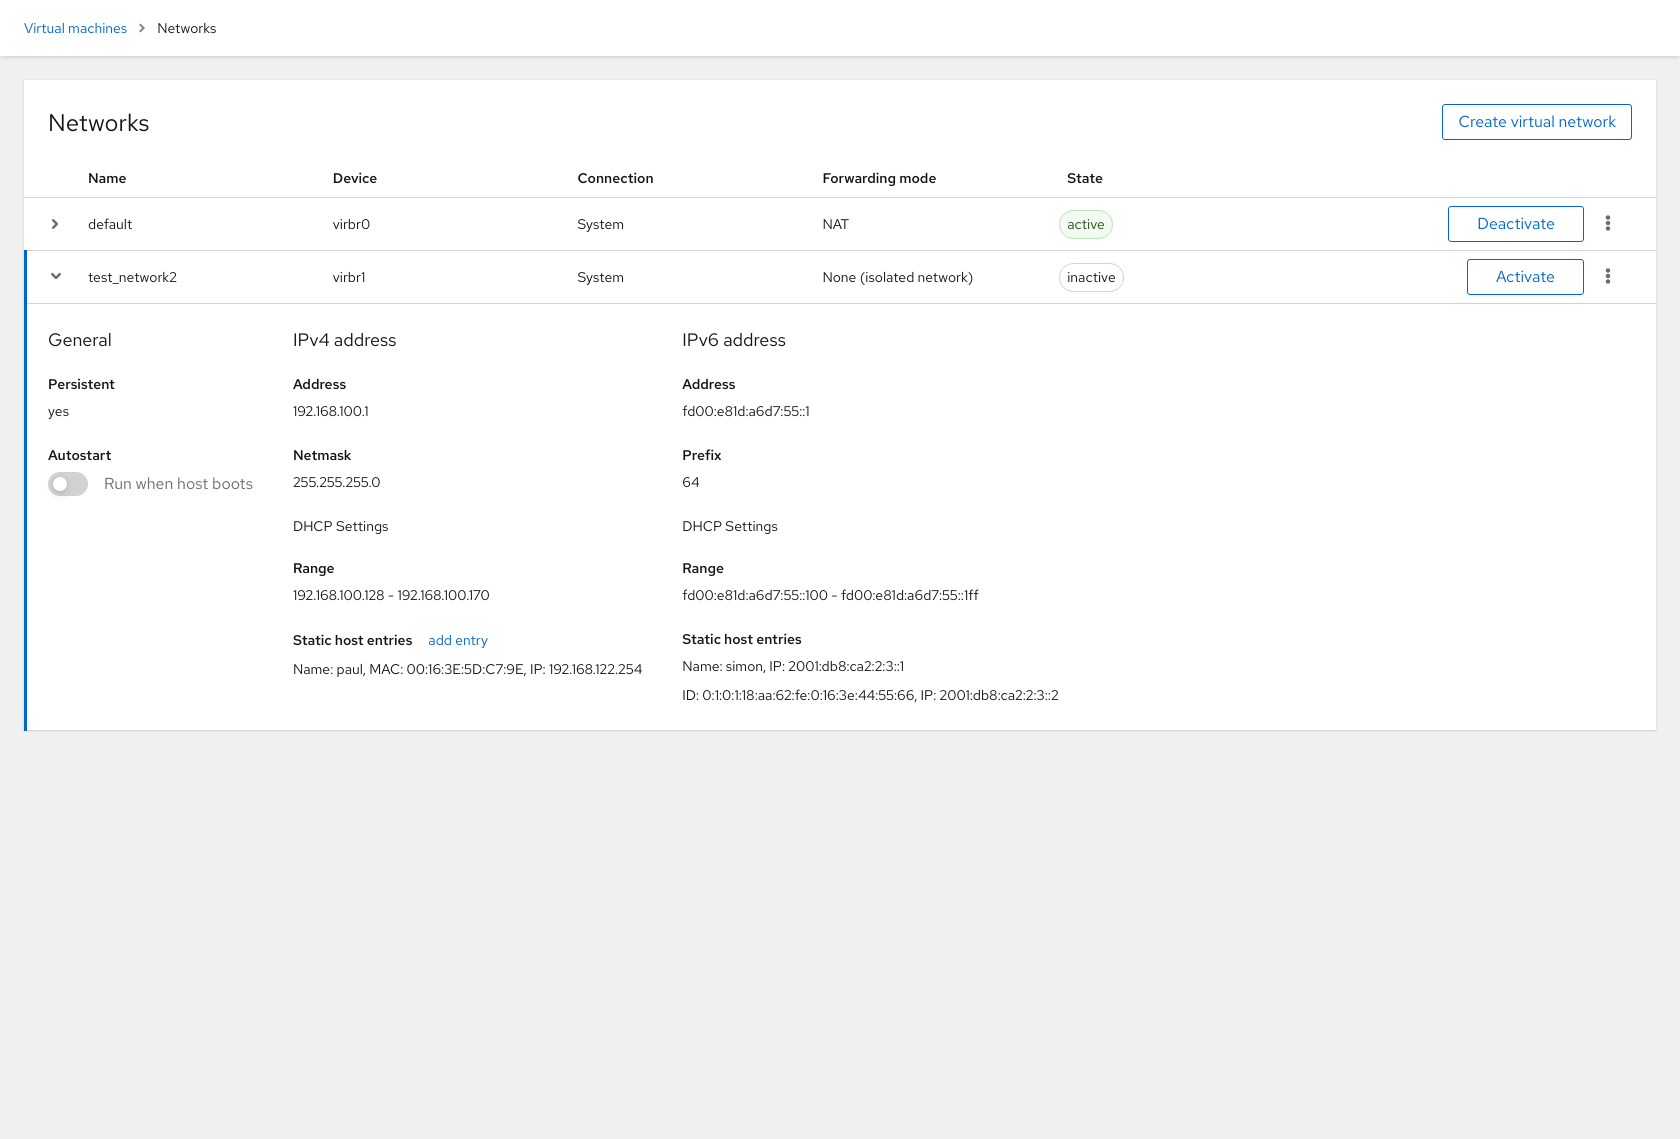 Virtual machines > Networks
Networks
Create virtual network
Name Device Connection Forwarding mode State
default virbr0 System NAT active Deactivate
test_network2 virbr1 System None (isolated network) inactive Activate
General
Persistent
yes
Autostart
Run when host boots
IPv4 address
Address
192.168.100.1
Netmask
255.255.255.0
DHCP Settings
Range
192.168.100.128 - 192.168.100.170
Static host entries add entry
Name: paul, MAC: 00:16:3E:5D:C7:9E, IP: 192.168.122.254
IPv6 address
Address
fd00:e81d:a6d7:55::1
Prefix
64
DHCP Settings
Range
fd00:e81d:a6d7:55::100 - fd00:e81d:a6d7:55::1ff
Static host entries
Name: simon, IP: 2001:db8:ca2:2:3::1
ID: 0:1:0:1:18:aa:62:fe:0:16:3e:44:55:66, IP: 2001:db8:ca2:2:3::2